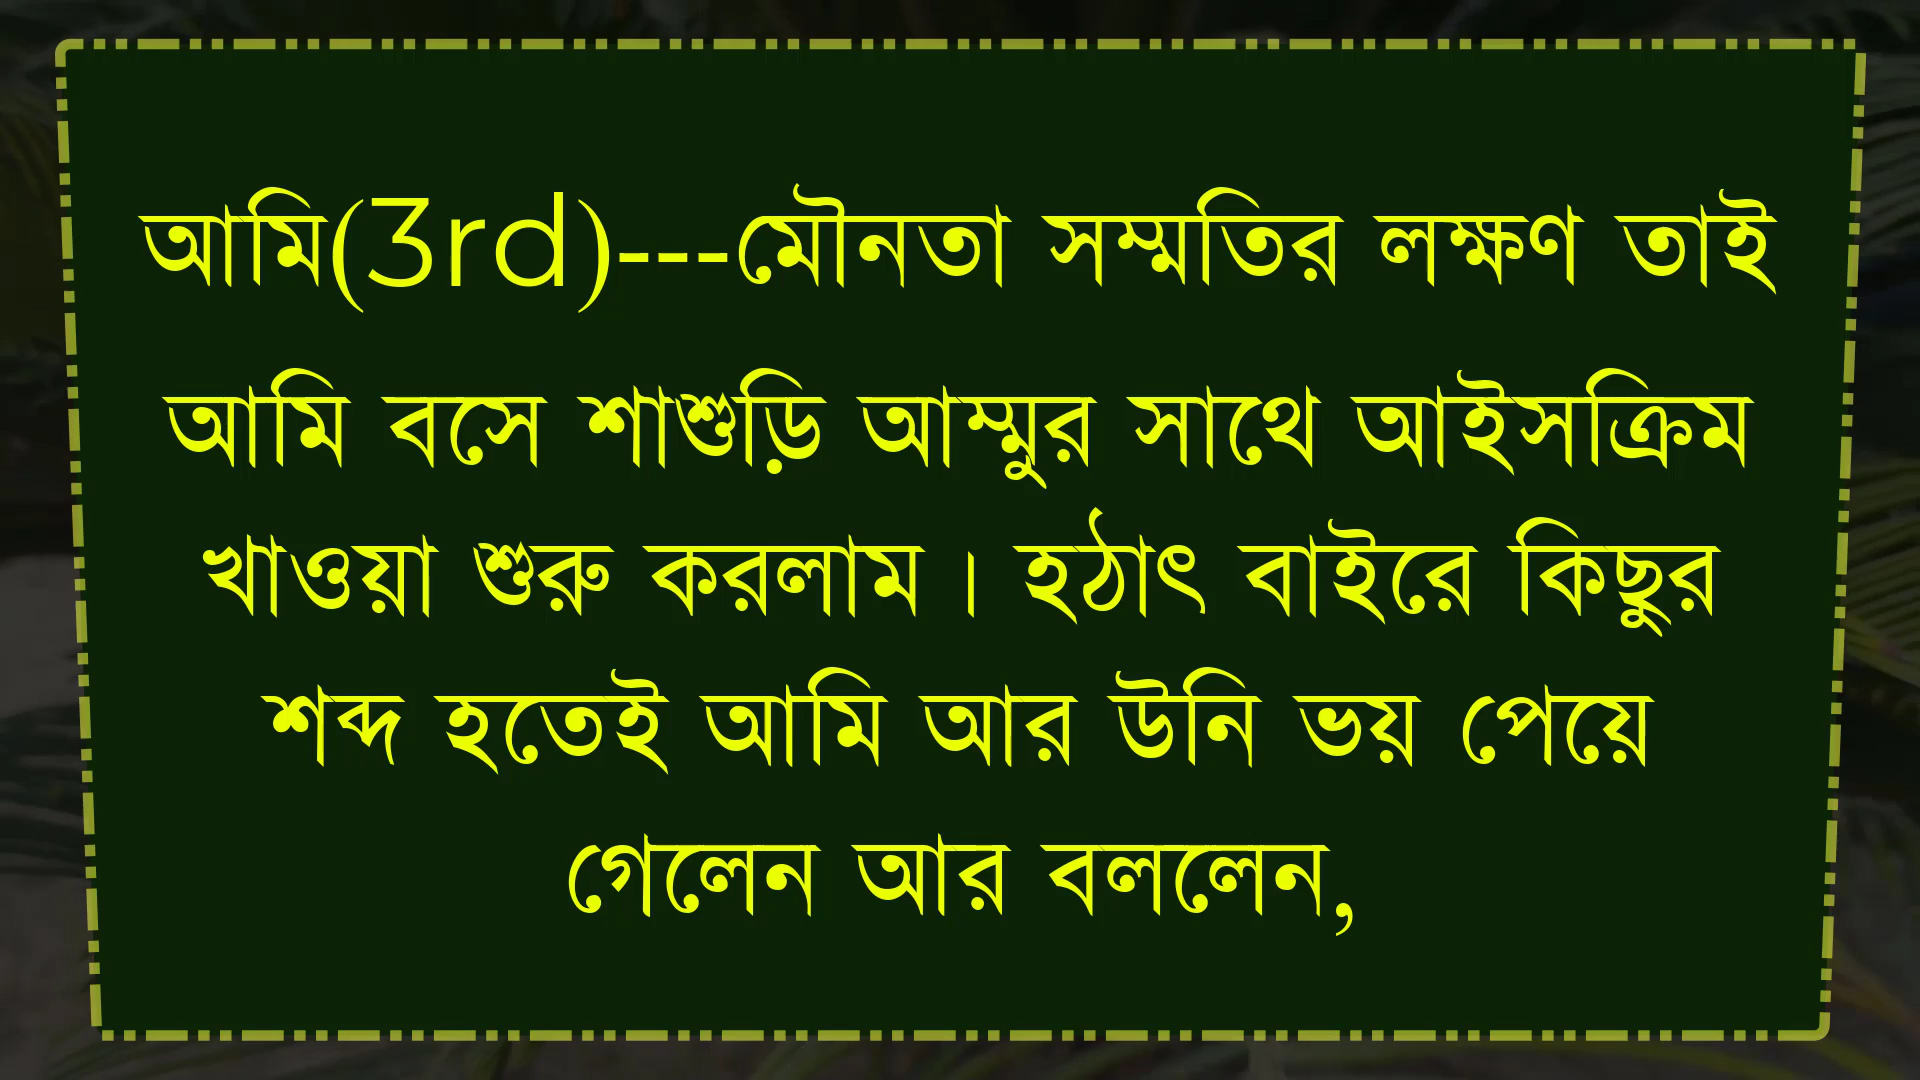 আমি(3rd)---মৌনতা সম্মতির লক্ষণ তাই
আমি বসে শাশুড়ি আম্মুর সাথে আইসক্রিম
খাওয়া শুরু করলাম। হঠাৎ বাইরে কিছুর
শব্দ হতেই আমি আর উনি ভয় পেয়ে
গেলেন আর বললেন,